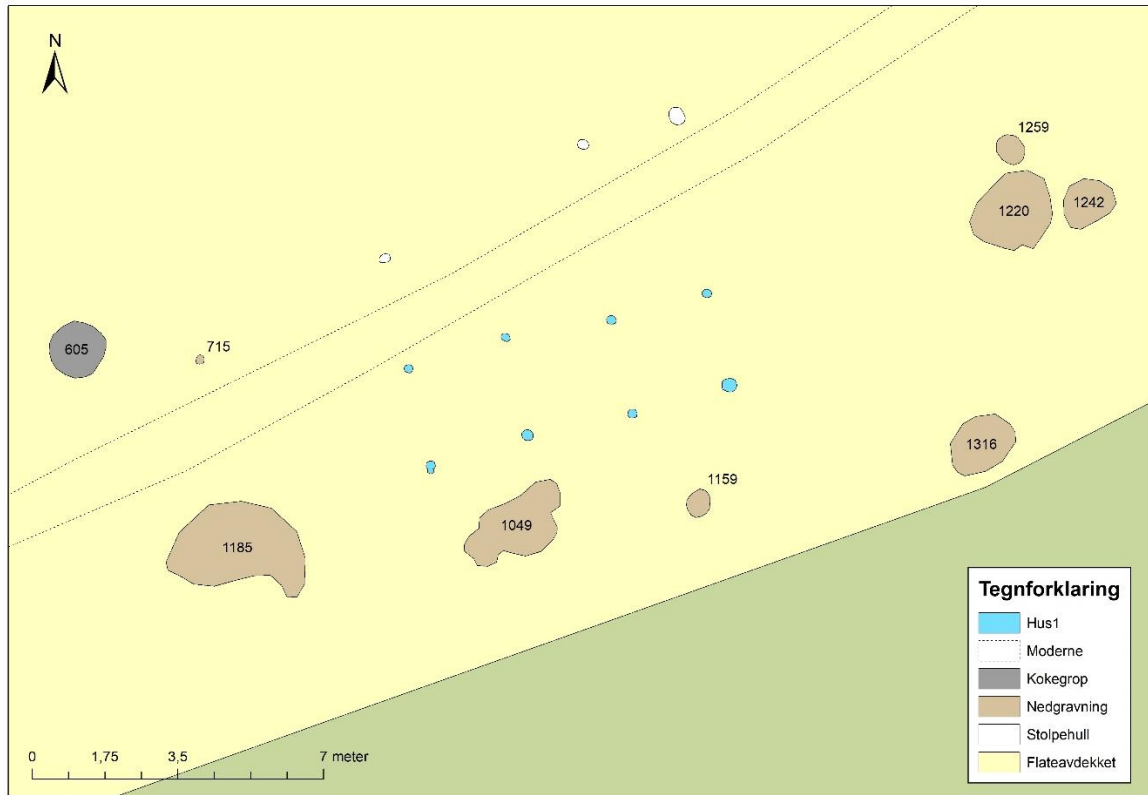 N
1259
1220
1242
605
715
1316
1159
1049
1185
Tegnforklaring
Hus1
Moderne
Kokegrop
Nedgravning
Stolpehull
Flateavdekket
0 1,75 3,5 7 meter